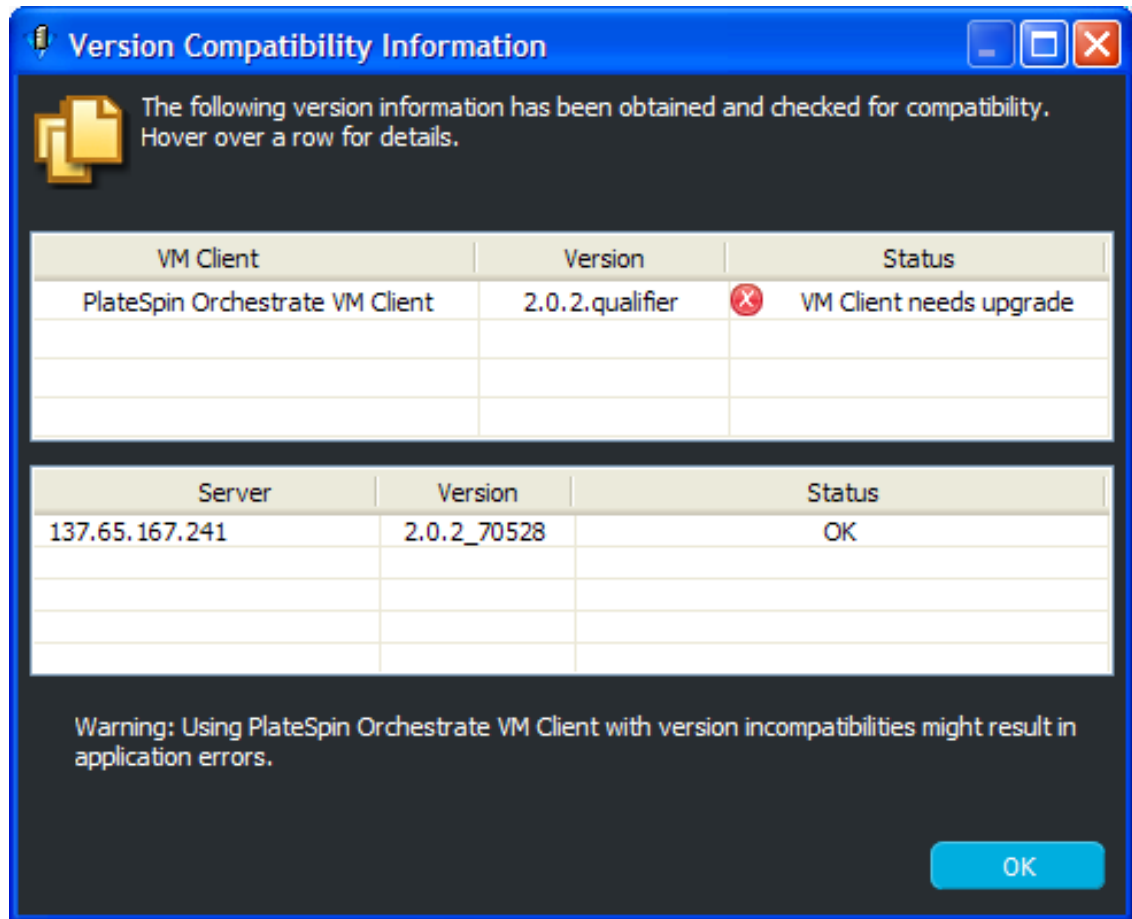 Version Compatibility Information
The following version information has been obtained and checked for compatibility.
Hover over a row for details.
VM Client Version Status
PlateSpin Orchestrate VM Client 2.0.2.qualifier VM Client needs upgrade
Server Version Status
137.65.167.241 2.0.2_70528 OK
Warning: Using PlateSpin Orchestrate VM Client with version incompatibilities might result in
application errors.
OK